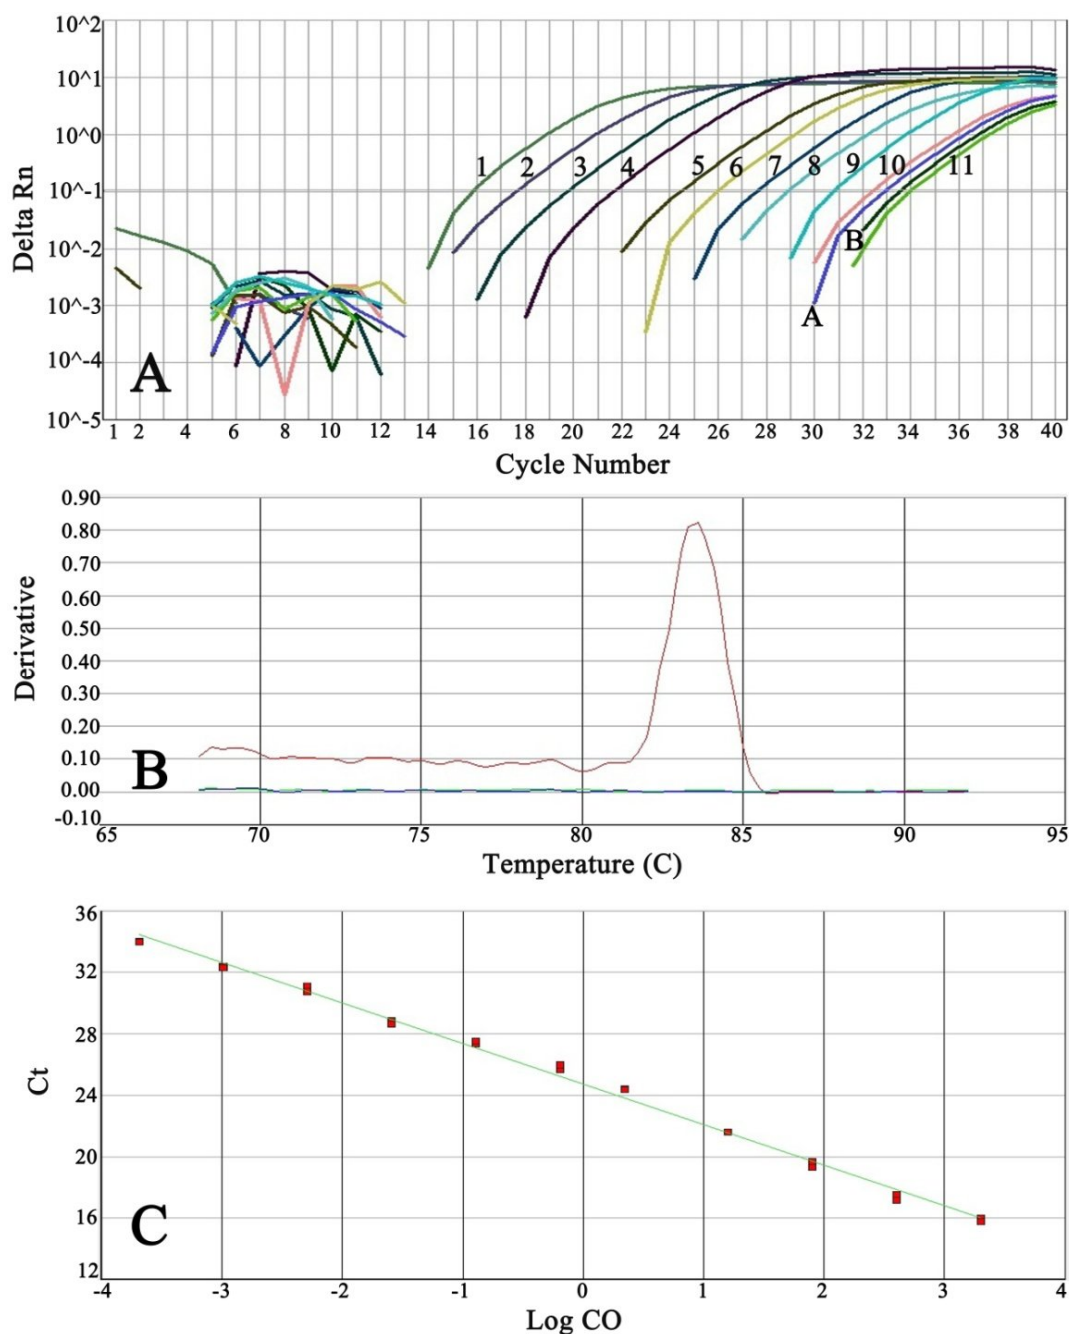 10^2
10^1
10^0
10^-1
10^-2
10^-3
10^-4
10^-5
Delta Rn
1 2 3 4 5 6 7 8 9 10 11
B
A
A
1 2 4 6 8 10 12 14 16 18 20 22 24 26 28 30 32 34 36 38 40
Cycle Number
0.90
0.80
0.70
0.60
0.50
0.40
0.30
0.20
0.10
0.00
-0.10
Derivative
B
65 70 75 80 85 90 95
Temperature (C)
36
32
28
24
20
16
12
Ct
C
-4 -3 -2 -1 0 1 2 3 4
Log CO